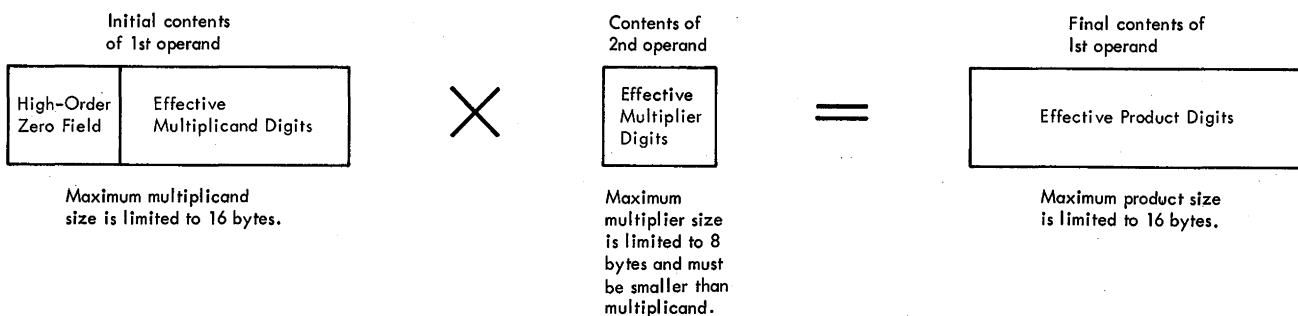 Initial contents
of 1st operand
Contents of
2nd operand
Final contents of
1st operand
High-Order
Zero Field
Effective
Multiplicand Digits
Effective
Multiplier
Digits
Effective Product Digits
Maximum multiplicand
size is limited to 16 bytes.
Maximum
multiplier size
is limited to 8
bytes and must
be smaller than
multiplicand.
Maximum product size
is limited to 16 bytes.